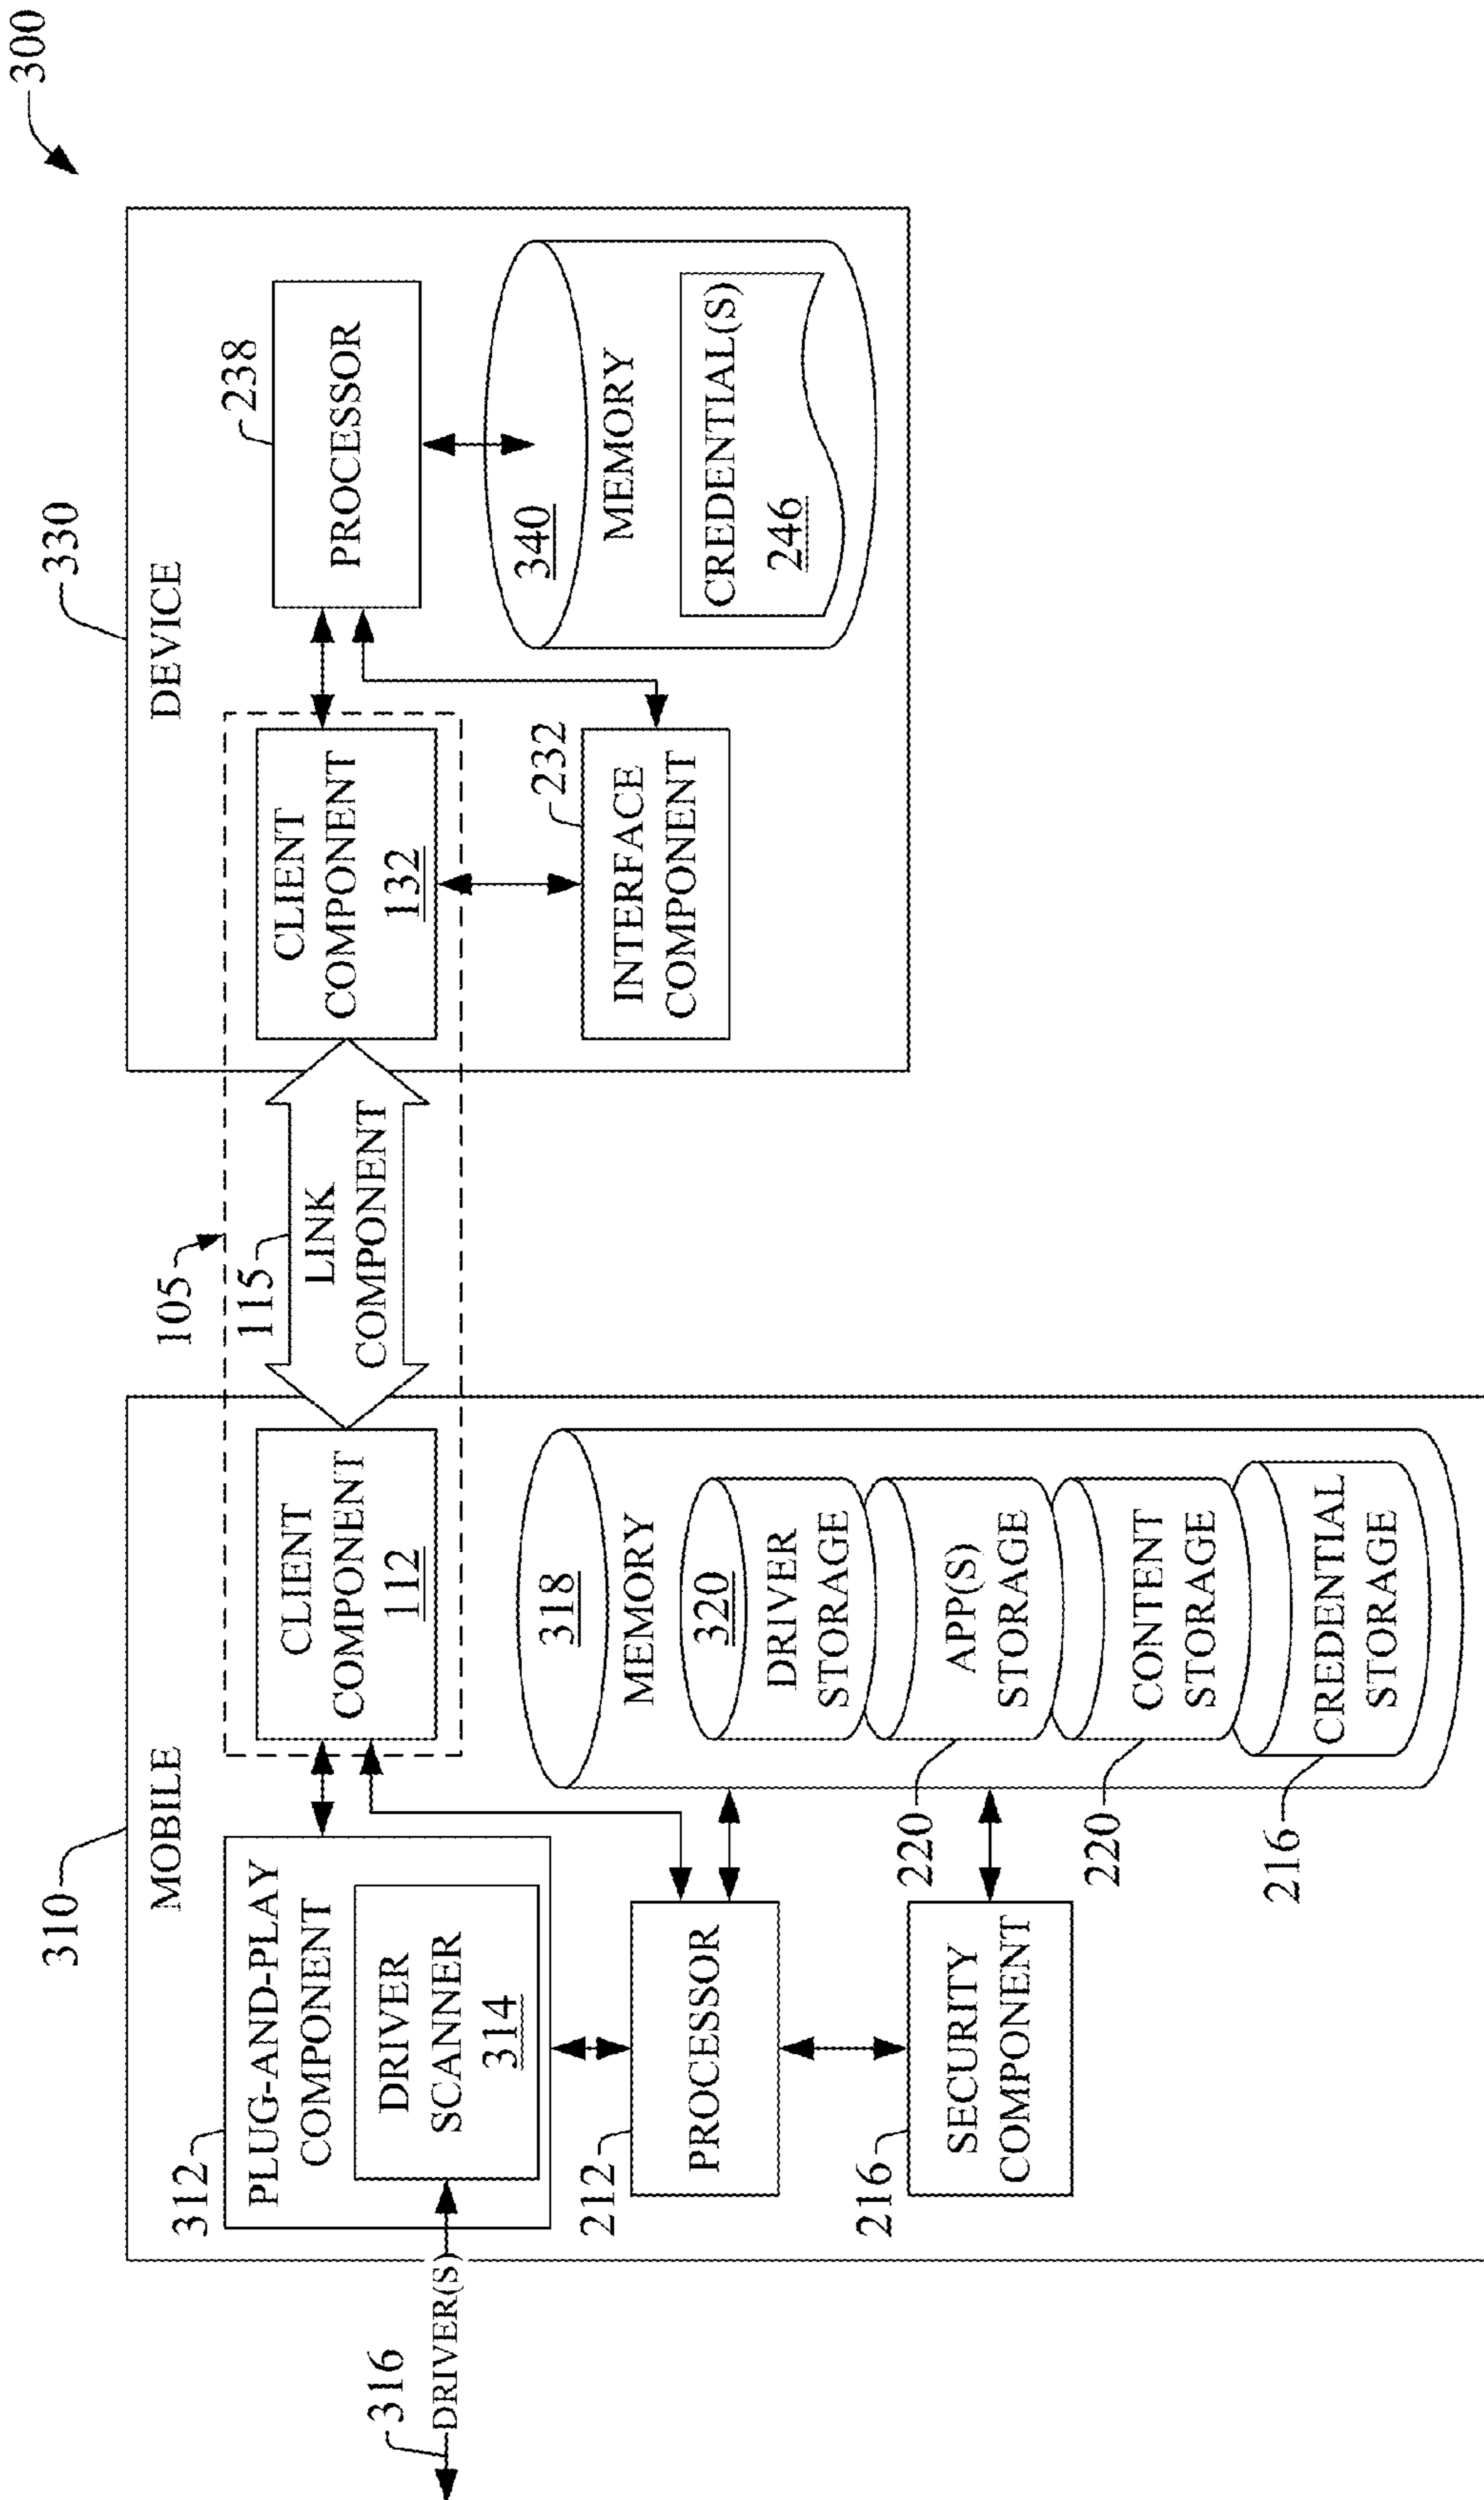 300
310
MOBILE
312
PLUG-AND-PLAY
COMPONENT
DRIVER
SCANNER
314
316
DRIVER(S)
CLIENT
COMPONENT
112
212
PROCESSOR
216
SECURITY
COMPONENT
318
MEMORY
320
DRIVER
STORAGE
220
APP(S)
STORAGE
220
CONTENT
STORAGE
216
CREDENTIAL
STORAGE
105
115
LINK
COMPONENT
330
DEVICE
CLIENT
COMPONENT
132
238
PROCESSOR
232
INTERFACE
COMPONENT
340
MEMORY
CREDENTIAL(S)
246